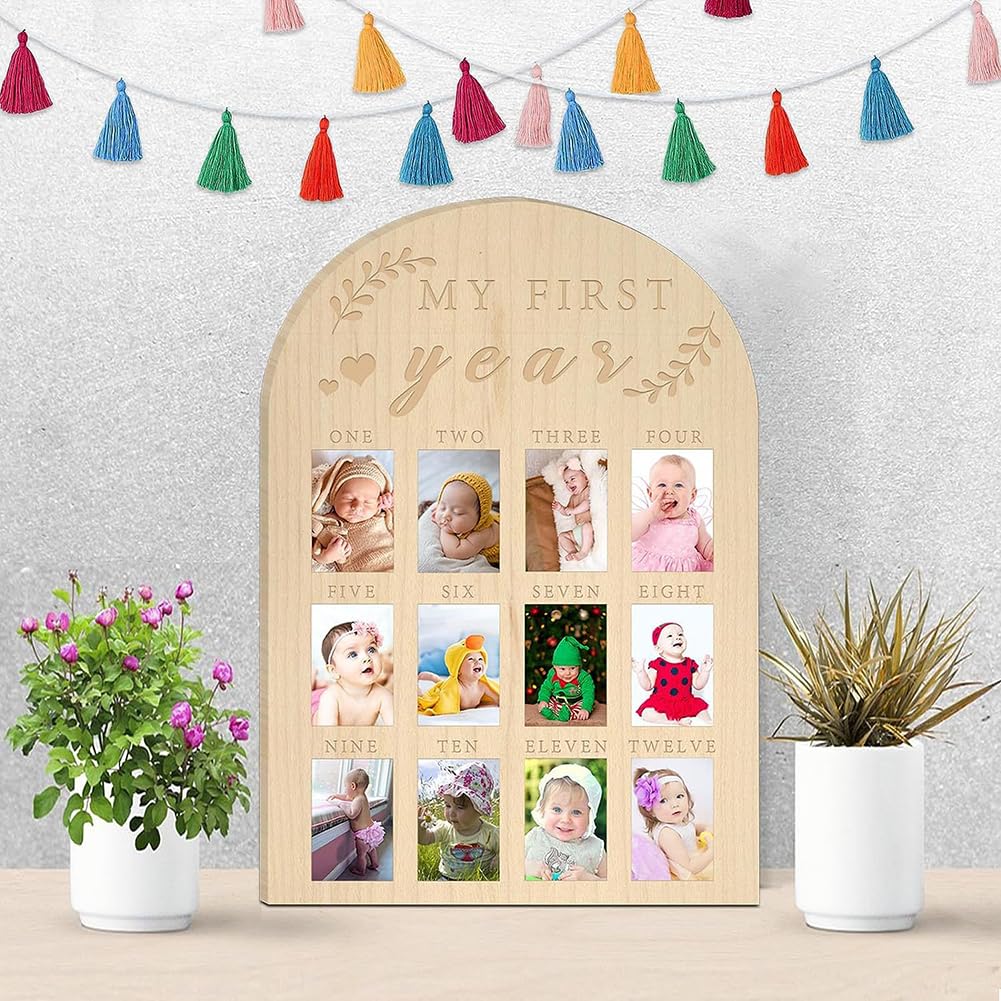 MY FIRST
year
ONE TWO THREE FOUR
FIVE SIX SEVEN EIGHT
NINE TEN ELEVEN TWELVE